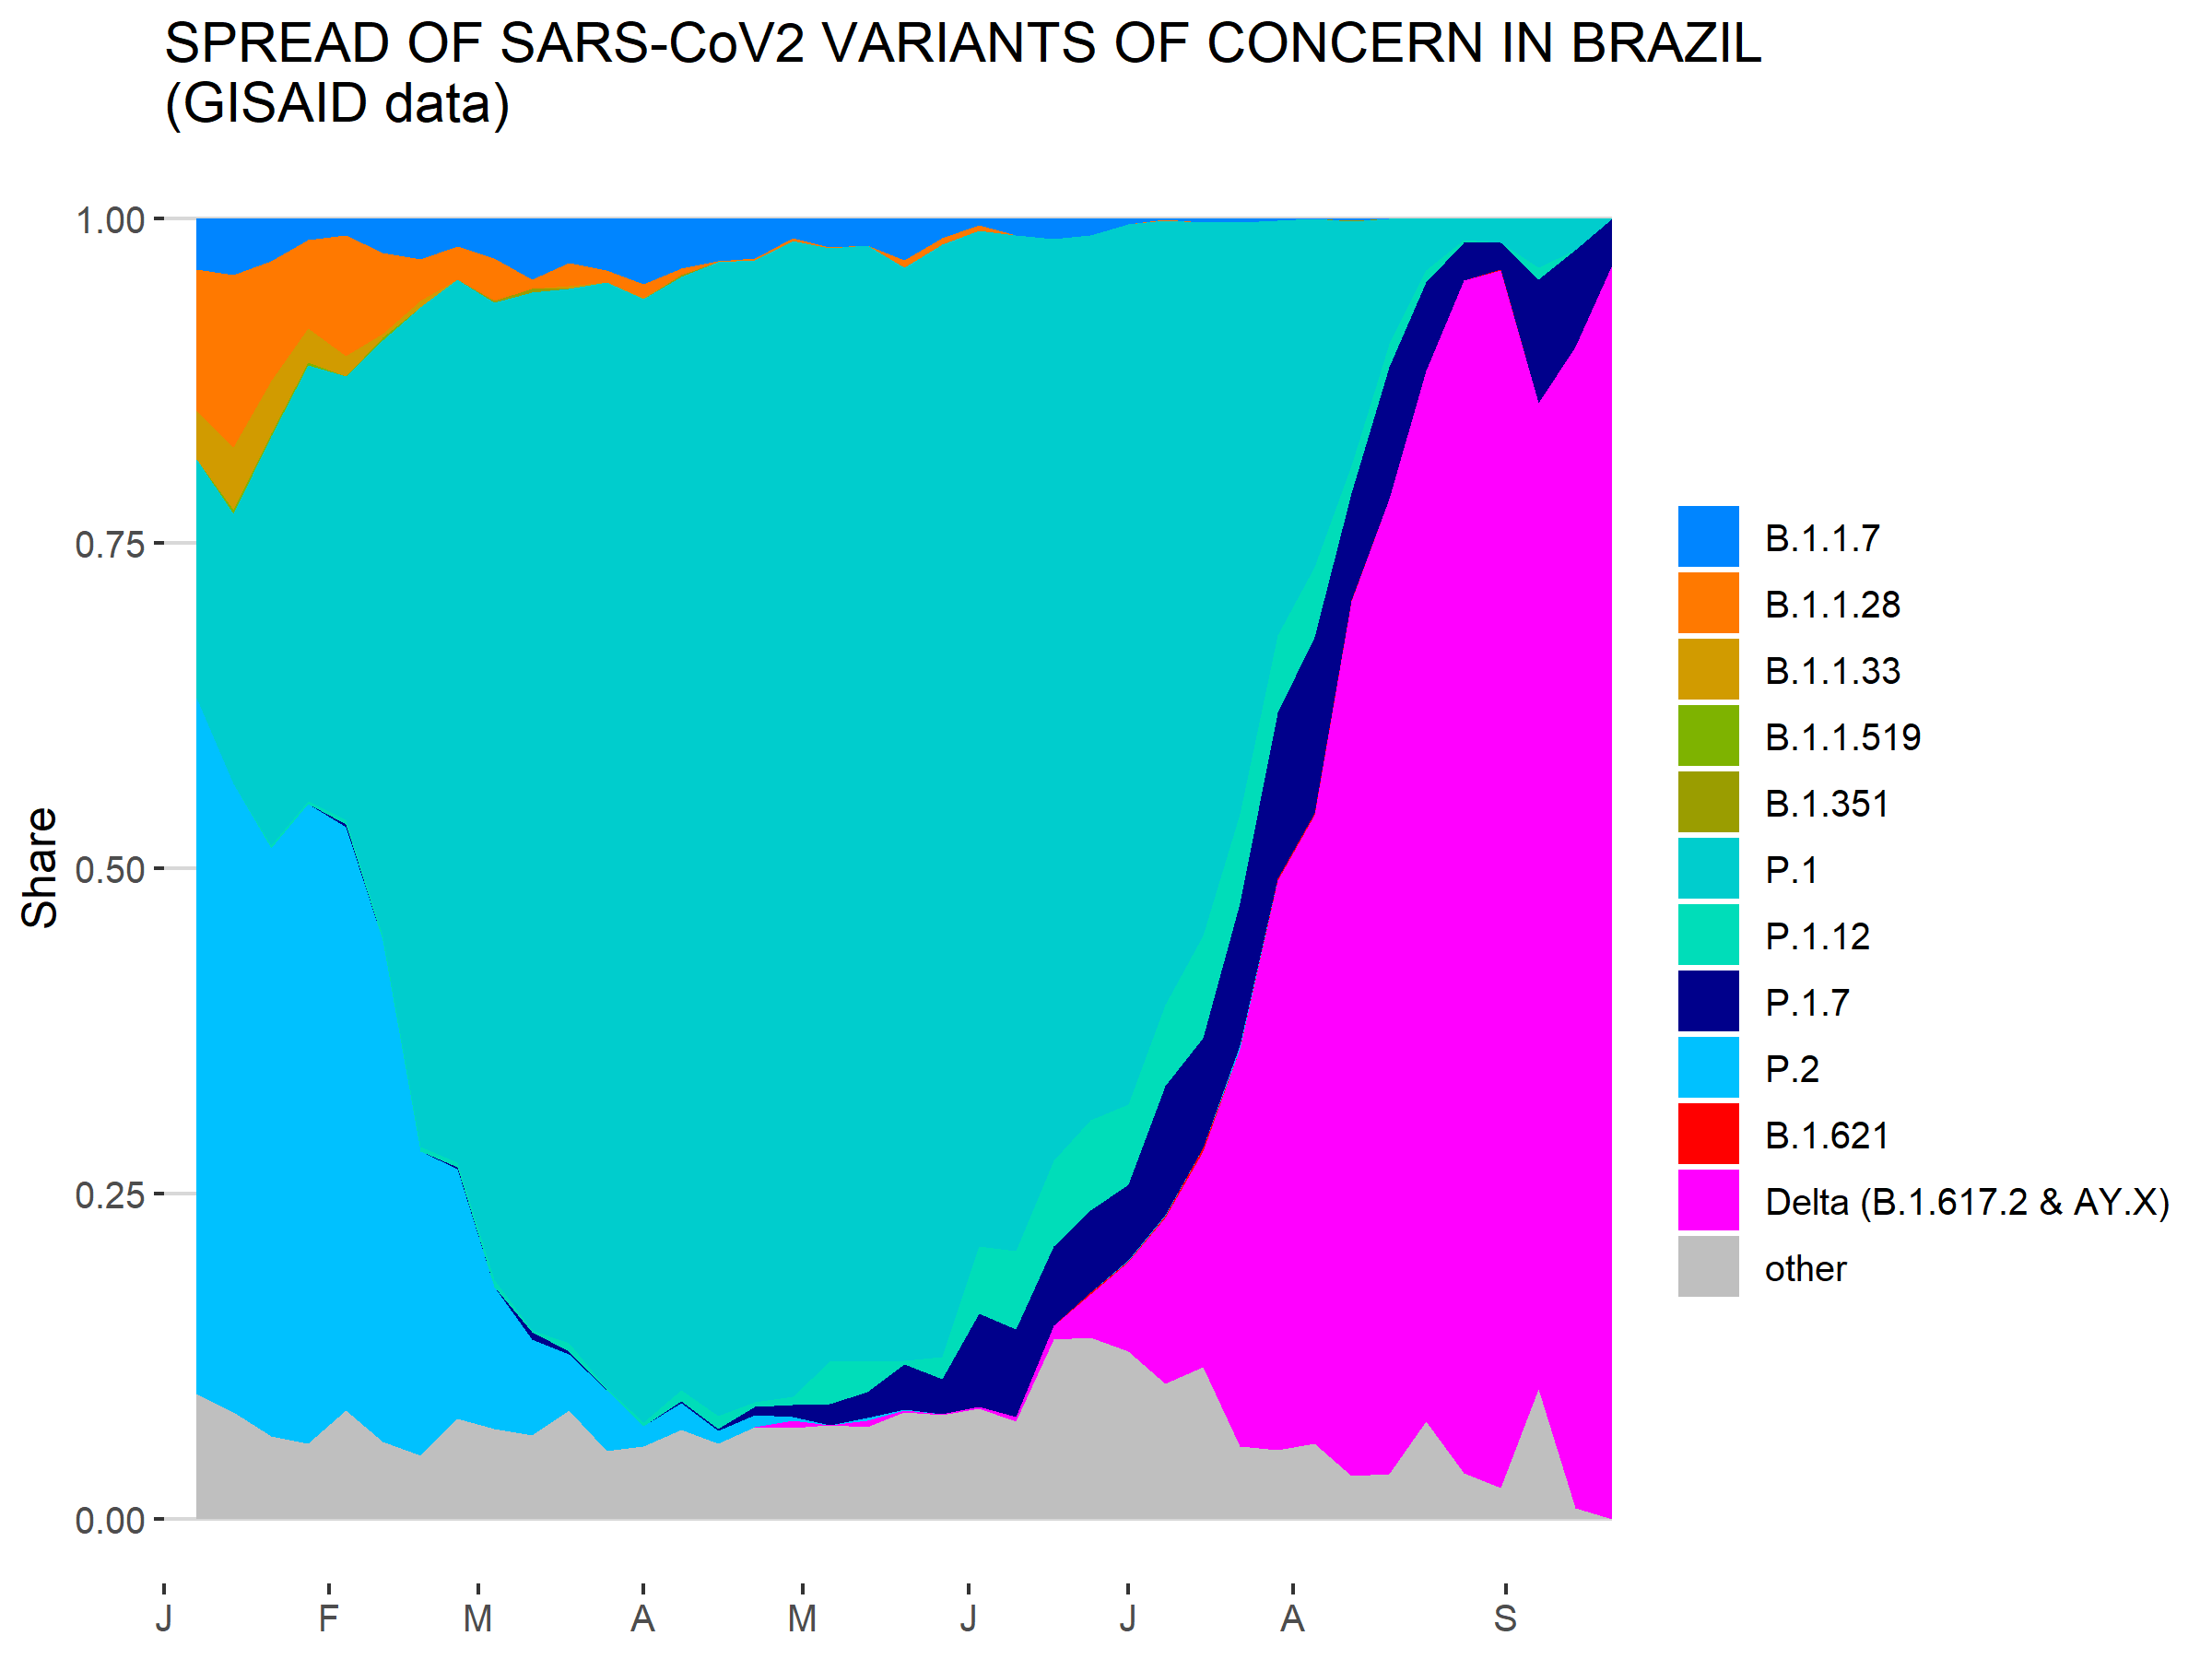 SPREAD OF SARS-CoV2 VARIANTS OF CONCERN IN BRAZIL
(GISAID data)
Share
1.00
0.75
0.50
0.25
0.00
J F M A M J J A S
B.1.1.7
B.1.1.28
B.1.1.33
B.1.1.519
B.1.351
P.1
P.1.12
P.1.7
P.2
B.1.621
Delta (B.1.617.2 & AY.X)
other